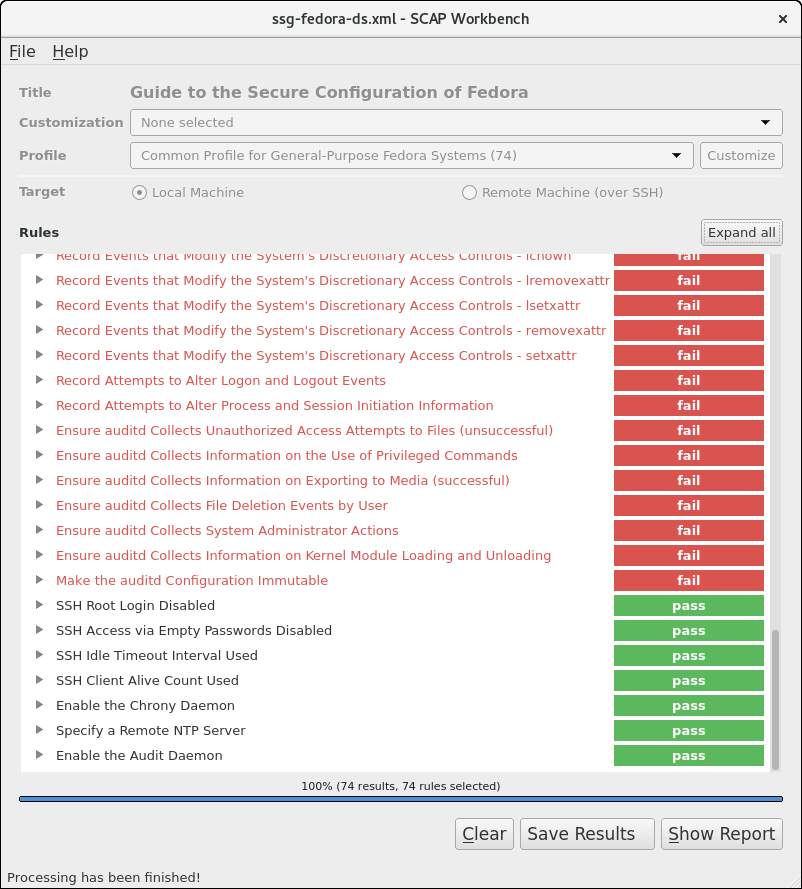 ssg-fedora-ds.xml - SCAP Workbench
File Help
Title Guide to the Secure Configuration of Fedora
Customization None selected
Profile Common Profile for General-Purpose Fedora Systems (74) Customize
Target Local Machine Remote Machine (over SSH)
Rules Expand all
Record Events that Modify the System's Discretionary Access Controls - lchown fail
Record Events that Modify the System's Discretionary Access Controls - lremovexattr fail
Record Events that Modify the System's Discretionary Access Controls - lsetxattr fail
Record Events that Modify the System's Discretionary Access Controls - removexattr fail
Record Events that Modify the System's Discretionary Access Controls - setxattr fail
Record Attempts to Alter Logon and Logout Events fail
Record Attempts to Alter Process and Session Initiation Information fail
Ensure auditd Collects Unauthorized Access Attempts to Files (unsuccessful) fail
Ensure auditd Collects Information on the Use of Privileged Commands fail
Ensure auditd Collects Information on Exporting to Media (successful) fail
Ensure auditd Collects File Deletion Events by User fail
Ensure auditd Collects System Administrator Actions fail
Ensure auditd Collects Information on Kernel Module Loading and Unloading fail
Make the auditd Configuration Immutable fail
SSH Root Login Disabled pass
SSH Access via Empty Passwords Disabled pass
SSH Idle Timeout Interval Used pass
SSH Client Alive Count Used pass
Enable the Chrony Daemon pass
Specify a Remote NTP Server pass
Enable the Audit Daemon pass
100% (74 results, 74 rules selected)
Clear Save Results Show Report
Processing has been finished!